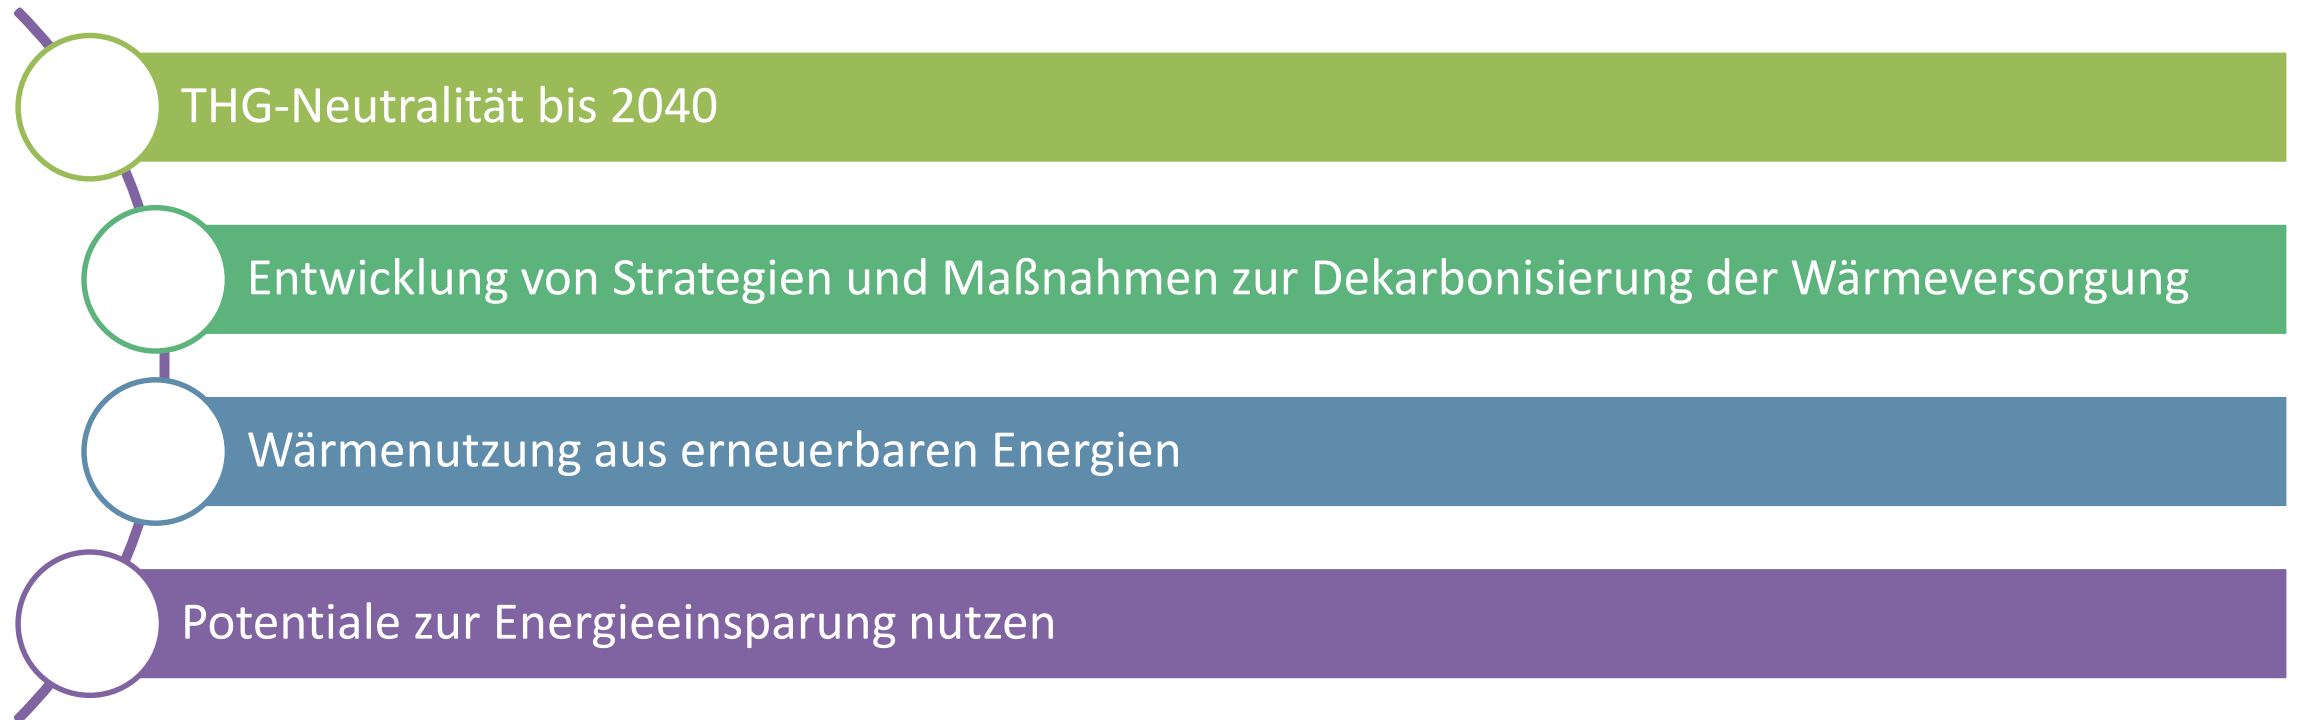 THG-Neutralität bis 2040
Entwicklung von Strategien und Maßnahmen zur Dekarbonisierung der Wärmeversorgung
Wärmenutzung aus erneuerbaren Energien
Potentiale zur Energieeinsparung nutzen